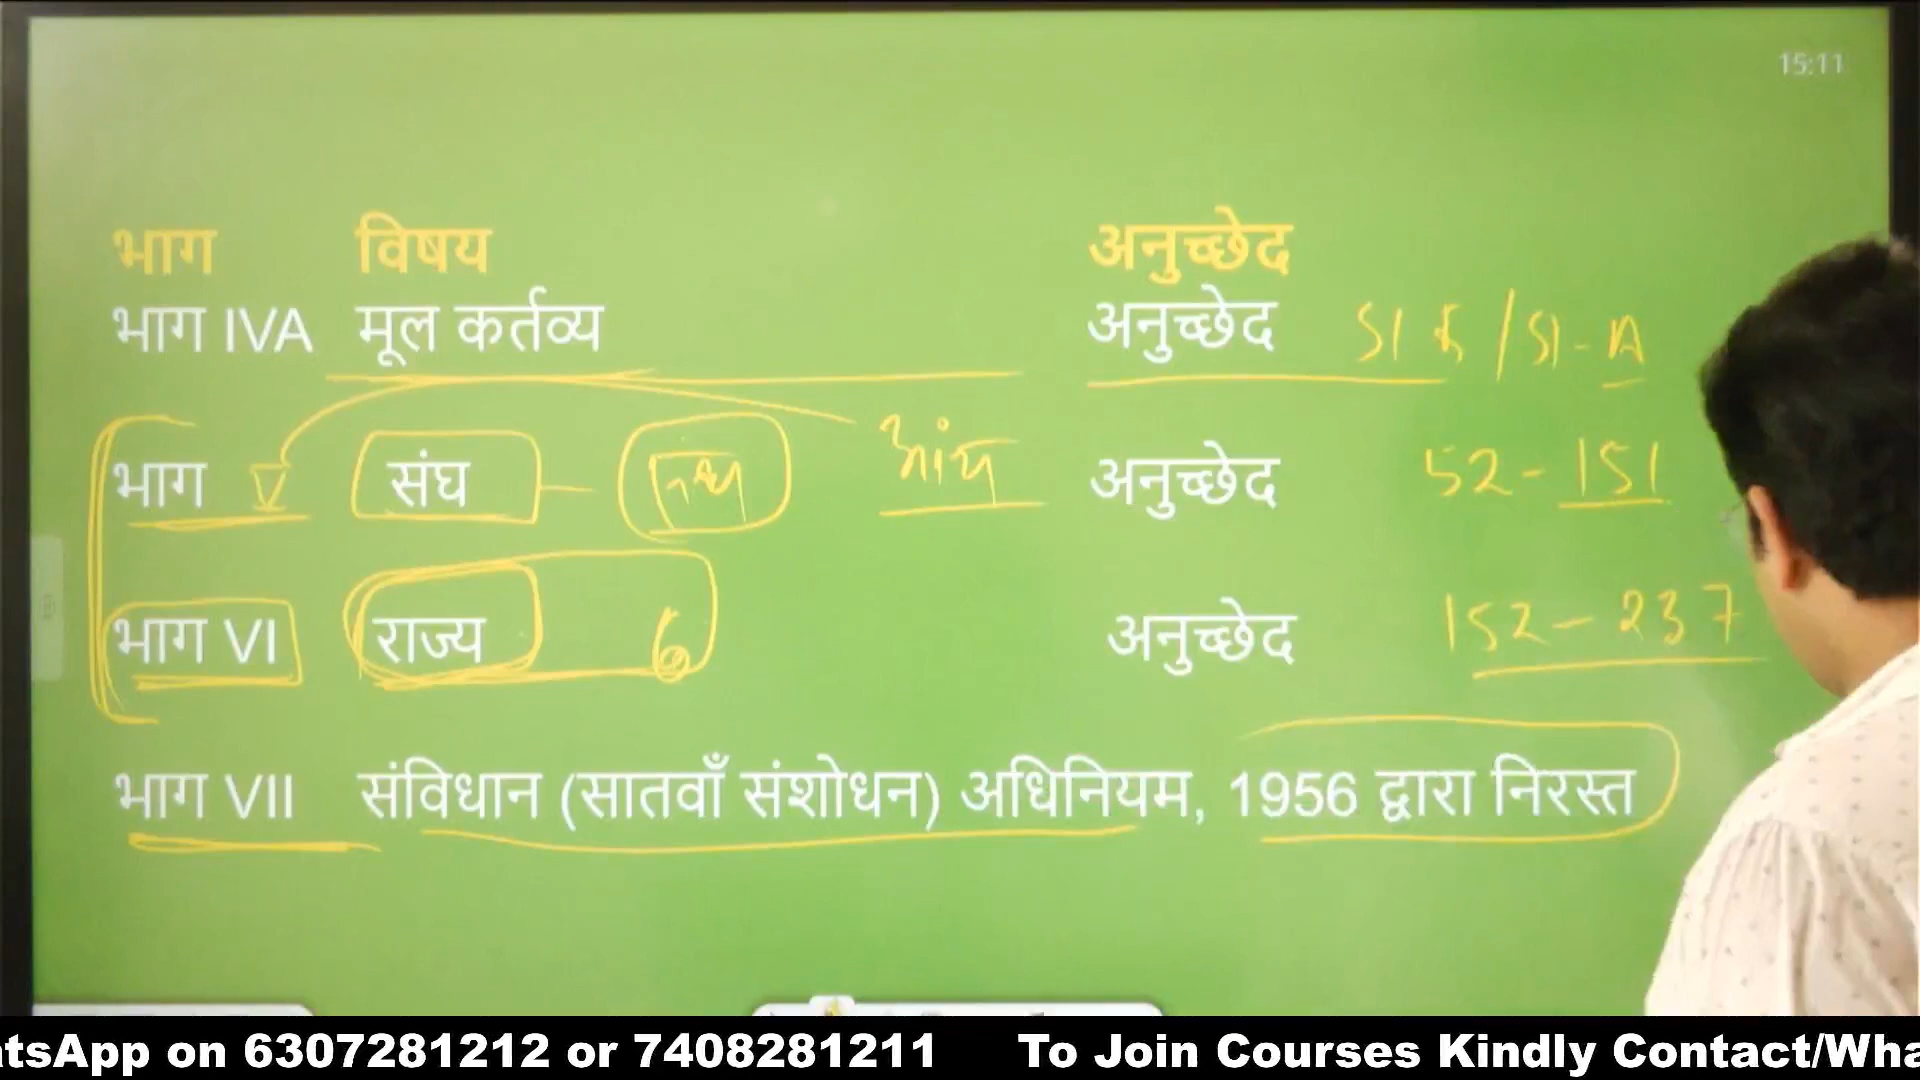 15:11
भाग विषय अनुच्छेद
भाग IVA मूल कर्तव्य अनुच्छेद 51 क / 51-A
भाग V संघ अनुच्छेद 52-151
भाग VI राज्य 6 अनुच्छेद 152-237
भाग VII संविधान (सातवाँ संशोधन) अधिनियम, 1956 द्वारा निरस्त
atsApp on 6307281212 or 7408281211 To Join Courses Kindly Contact/Wha